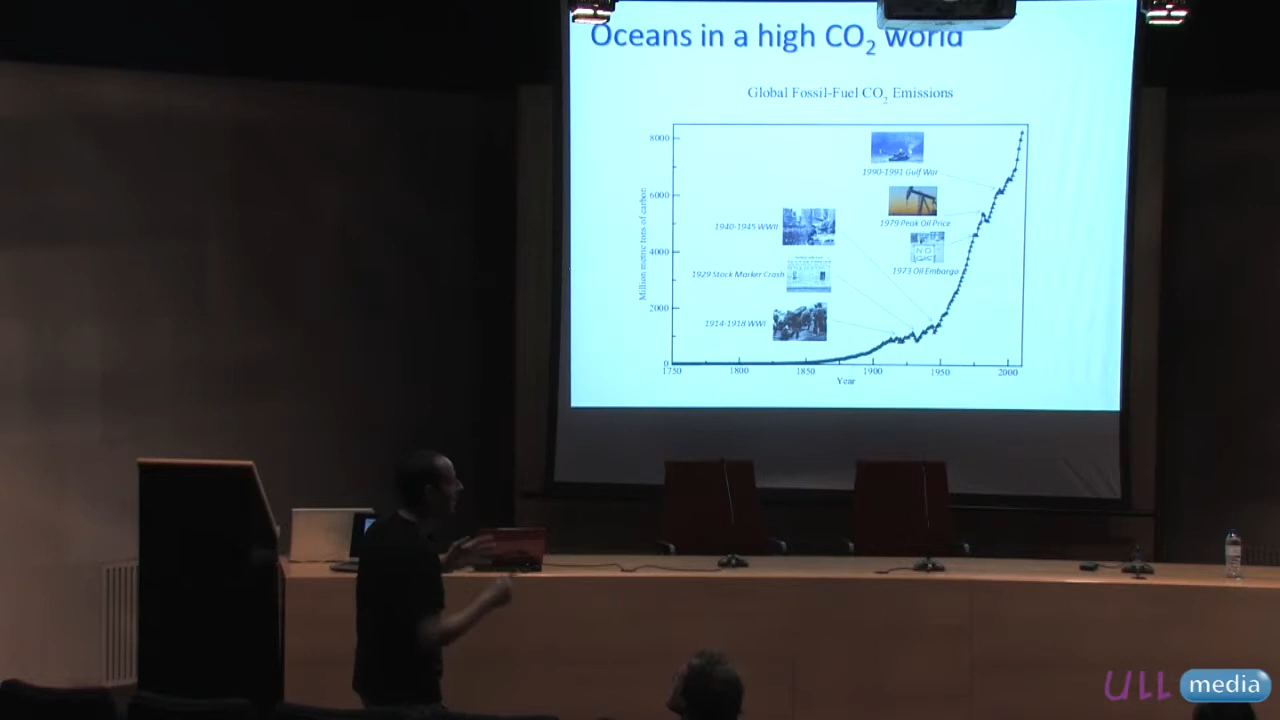 Oceans in a high CO₂ world
Global Fossil-Fuel CO₂ Emissions
8000
6000
4000
2000
0
Million metric tons of carbon
1990-1991 Gulf War
1979 Peak Oil Price
1940-1945 WWII
NO
1973 Oil Embargo
1929 Stock Marker Crash
1914-1918 WWI
1750 1800 1850 1900 1950 2000
Year
ULL media